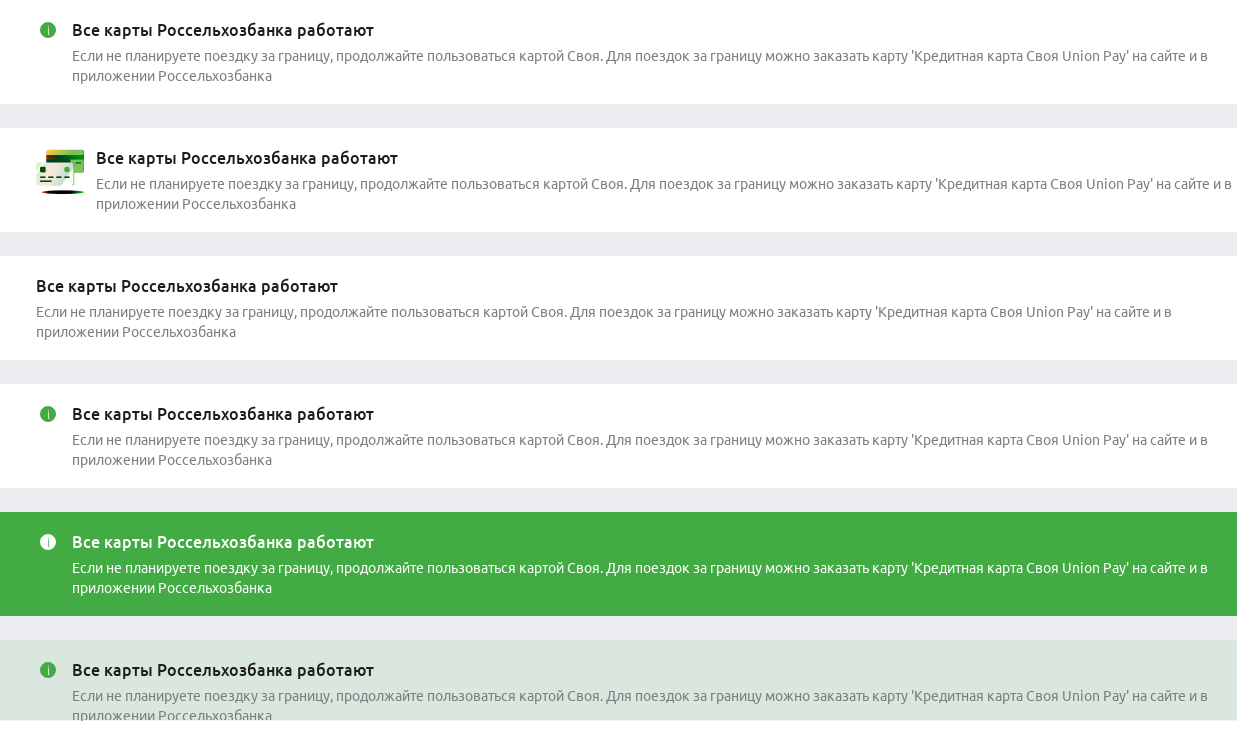 Все карты Россельхозбанка работают
Если не планируете поездку за границу, продолжайте пользоваться картой Своя. Для поездок за границу можно заказать карту 'Кредитная карта Своя Union Pay' на сайте и в
приложении Россельхозбанка
Все карты Россельхозбанка работают
Если не планируете поездку за границу, продолжайте пользоваться картой Своя. Для поездок за границу можно заказать карту 'Кредитная карта Своя Union Pay' на сайте и в
приложении Россельхозбанка
Все карты Россельхозбанка работают
Если не планируете поездку за границу, продолжайте пользоваться картой Своя. Для поездок за границу можно заказать карту 'Кредитная карта Своя Union Pay' на сайте и в
приложении Россельхозбанка
Все карты Россельхозбанка работают
Если не планируете поездку за границу, продолжайте пользоваться картой Своя. Для поездок за границу можно заказать карту 'Кредитная карта Своя Union Pay' на сайте и в
приложении Россельхозбанка
Все карты Россельхозбанка работают
Если не планируете поездку за границу, продолжайте пользоваться картой Своя. Для поездок за границу можно заказать карту 'Кредитная карта Своя Union Pay' на сайте и в
приложении Россельхозбанка
Все карты Россельхозбанка работают
Если не планируете поездку за границу, продолжайте пользоваться картой Своя. Для поездок за границу можно заказать карту 'Кредитная карта Своя Union Pay' на сайте и в
приложении Россельхозбанка